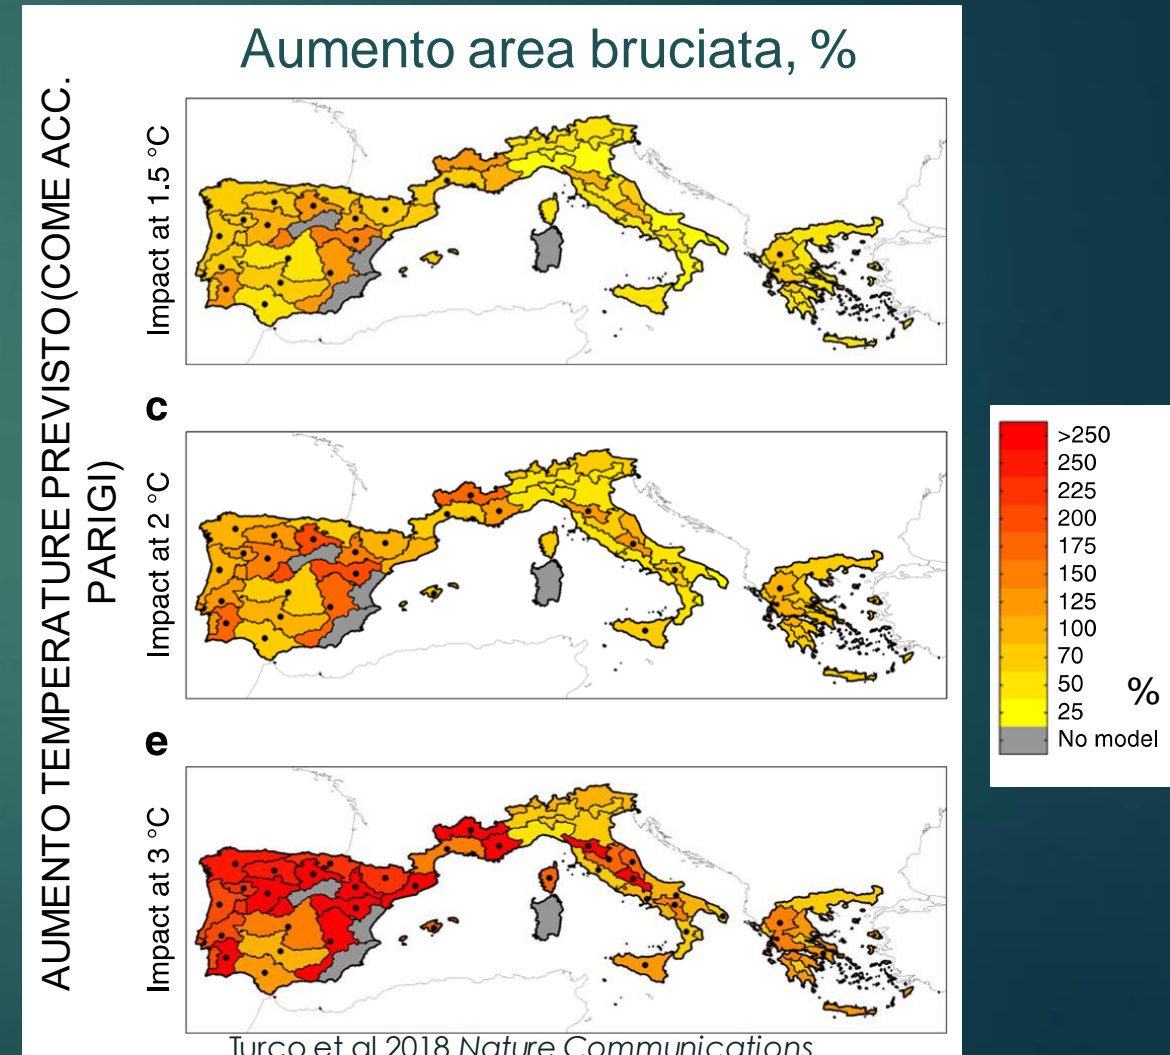 Aumento area bruciata, %
AUMENTO TEMPERATURE PREVISTO (COME ACC.
PARIGI)
Impact at 1.5 °C
c
Impact at 2 °C
e
Impact at 3 °C
>250
250
225
200
175
150
125
100
70
50
25
No model
%
Turco et al 2018 Nature Communications